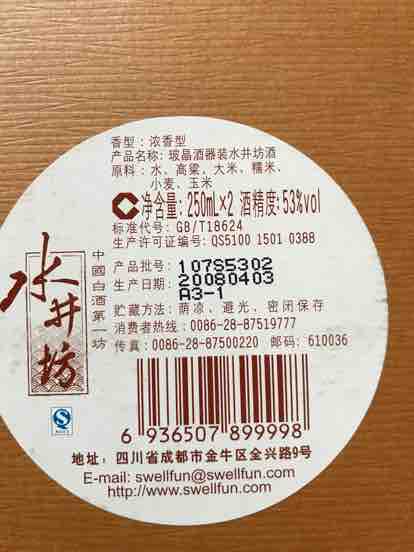 香型：浓香型
产品名称：玻晶酒器装水井坊酒
原料：水、高粱，大米、糯米、
小麦、玉米
净含量：250mL×2 酒精度：53%vol
标准代号：GB/T18624
生产许可证编号：QS5100 1501 0388
产品批号：107S5302
生产日期：20080403
A3-1
贮藏方法：荫凉、避光、密闭保存
消费者热线：0086-28-87519777
传真：0086-28-87500220 邮码：610036
水井坊
中國白酒第一坊
6 936507 899998
地址：四川省成都市金牛区全兴路9号
E-mail: swellfun@swellfun.com
http://www.swellfun.com